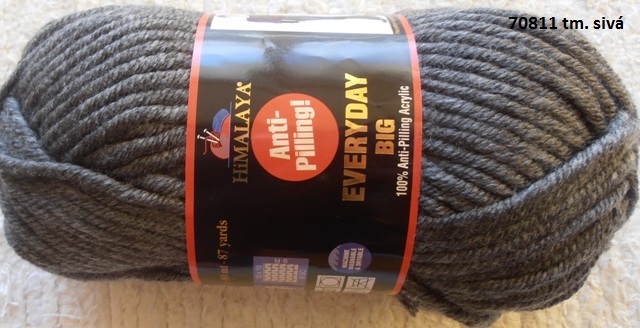 70811 tm. sivá
HiMALAYA
Anti-
Pilling!
EVERYDAY
BIG
100% Anti-Pilling Acrylic
87 yards